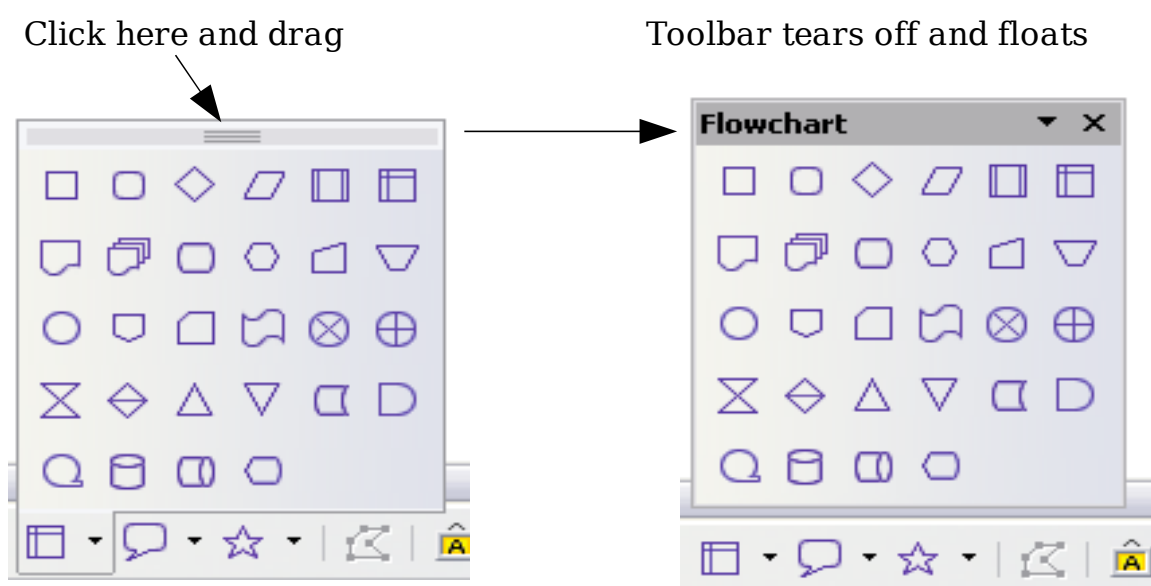 Click here and drag
Toolbar tears off and floats
Flowchart
A
A